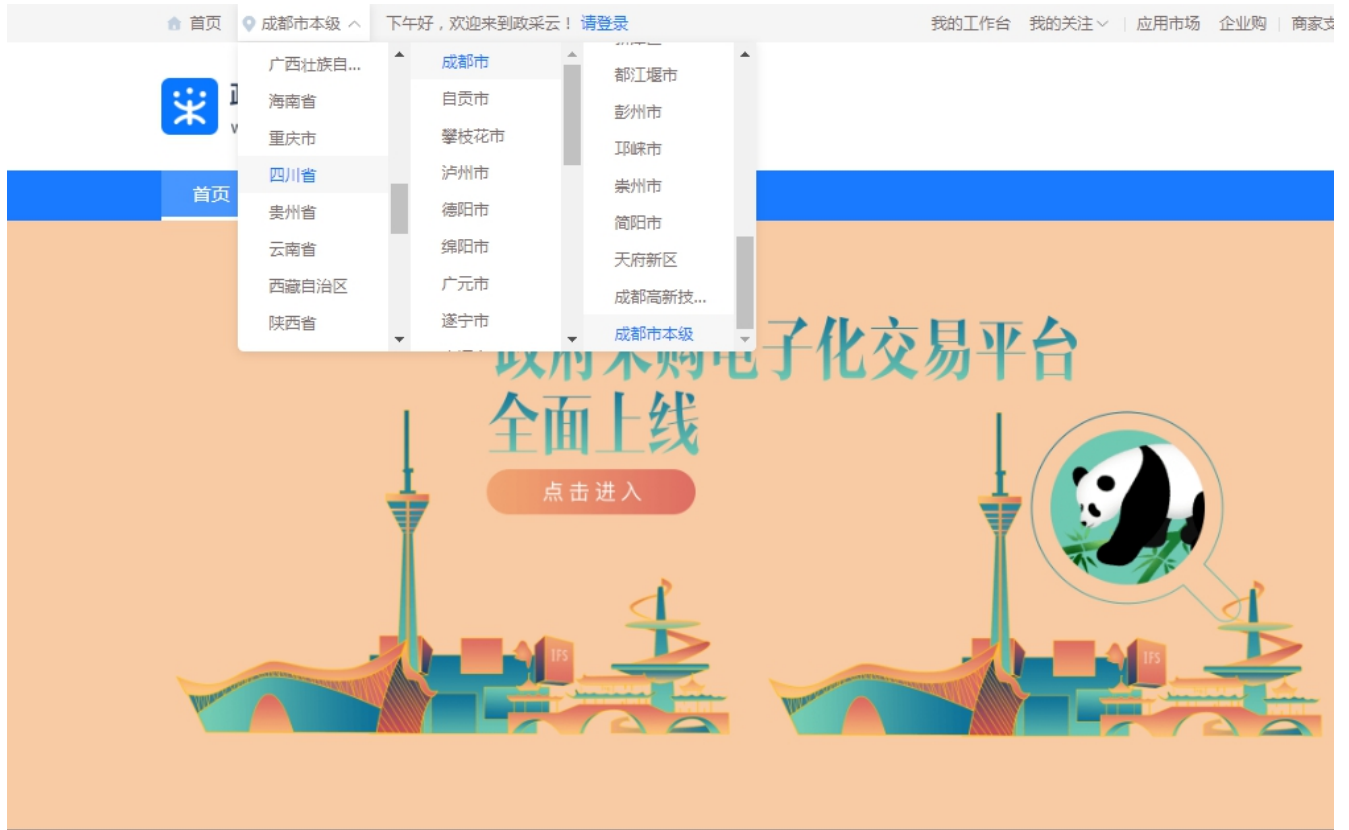 首页 成都市本级 下午好，欢迎来到政采云！请登录 我的工作台 我的关注 应用市场 企业购 商家支
广西壮族自...
海南省
重庆市
四川省
贵州省
云南省
西藏自治区
陕西省
成都市
自贡市
攀枝花市
泸州市
德阳市
绵阳市
广元市
遂宁市
都江堰市
彭州市
邛崃市
崇州市
简阳市
天府新区
成都高新技...
成都市本级
首页
政府采购电子化交易平台
全面上线
点击进入
IFS
IFS